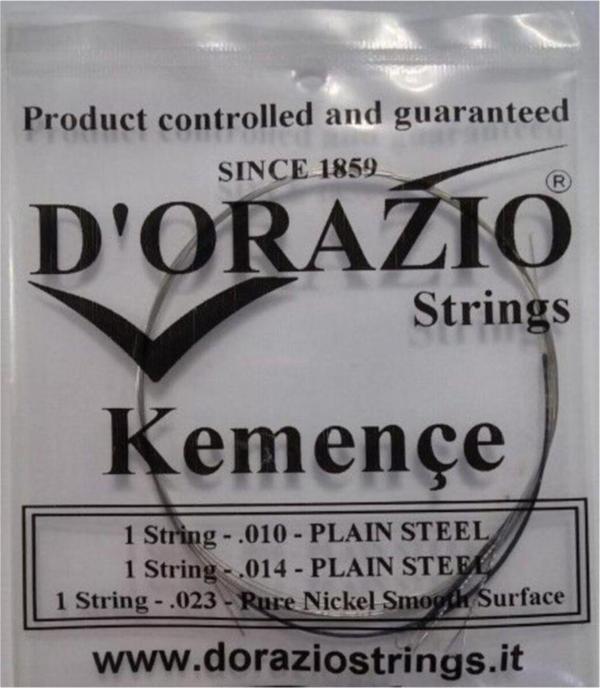 Product controlled and guaranteed
SINCE 1859
D'ORAZIO®
Strings
Kemençe
1 String - .010 - PLAIN STEEL
1 String - .014 - PLAIN STEEL
1 String - .023 - Pure Nickel Smooth Surface
www.doraziostrings.it